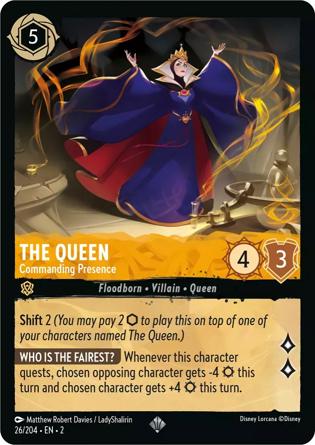 5
THE QUEEN
Commanding Presence
4
3
Floodborn • Villain • Queen
Shift 2 (You may pay 2 to play this on top of one of
your characters named The Queen.)
WHO IS THE FAIREST? Whenever this character
quests, chosen opposing character gets -4 this
turn and chosen character gets +4 this turn.
Matthew Robert Davies / LadyShalirin
Disney Lorcana ©Disney
26/204 • EN • 2